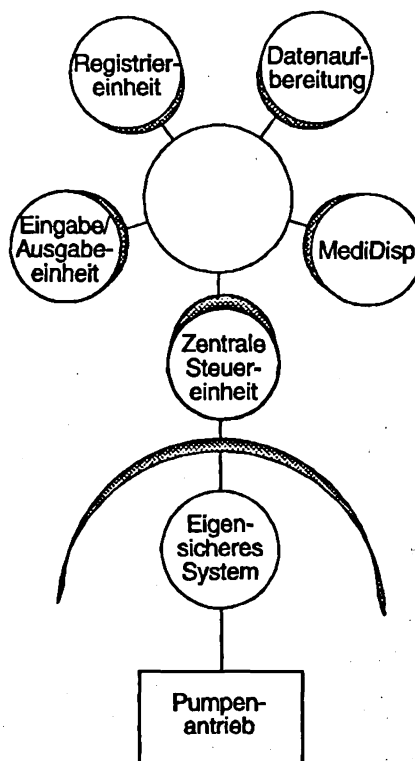 Registrier-
einheit
Datenauf-
bereitung
Eingabe/
Ausgabe-
einheit
MediDisp
Zentrale
Steuer-
einheit
Eigen-
sicheres
System
Pumpen-
antrieb